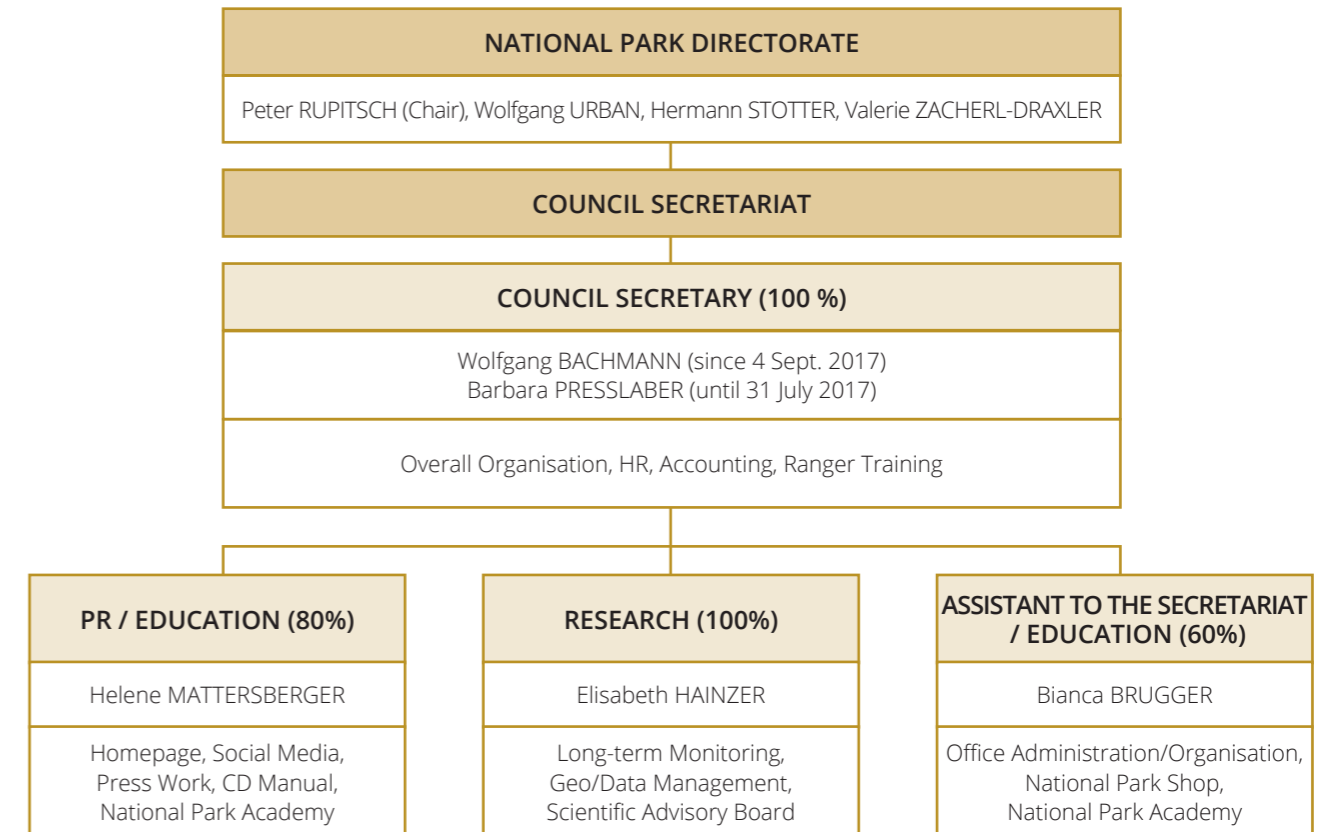 NATIONAL PARK DIRECTORATE
Peter RUPITSCH (Chair), Wolfgang URBAN, Hermann STOTTER, Valerie ZACHERL-DRAXLER
COUNCIL SECRETARIAT
COUNCIL SECRETARY (100 %)
Wolfgang BACHMANN (since 4 Sept. 2017)
Barbara PRESSLABER (until 31 July 2017)
Overall Organisation, HR, Accounting, Ranger Training
PR / EDUCATION (80%)
Helene MATTERSBERGER
Homepage, Social Media,
Press Work, CD Manual,
National Park Academy
RESEARCH (100%)
Elisabeth HAINZER
Long-term Monitoring,
Geo/Data Management,
Scientific Advisory Board
ASSISTANT TO THE SECRETARIAT
/ EDUCATION (60%)
Bianca BRUGGER
Office Administration/Organisation,
National Park Shop,
National Park Academy